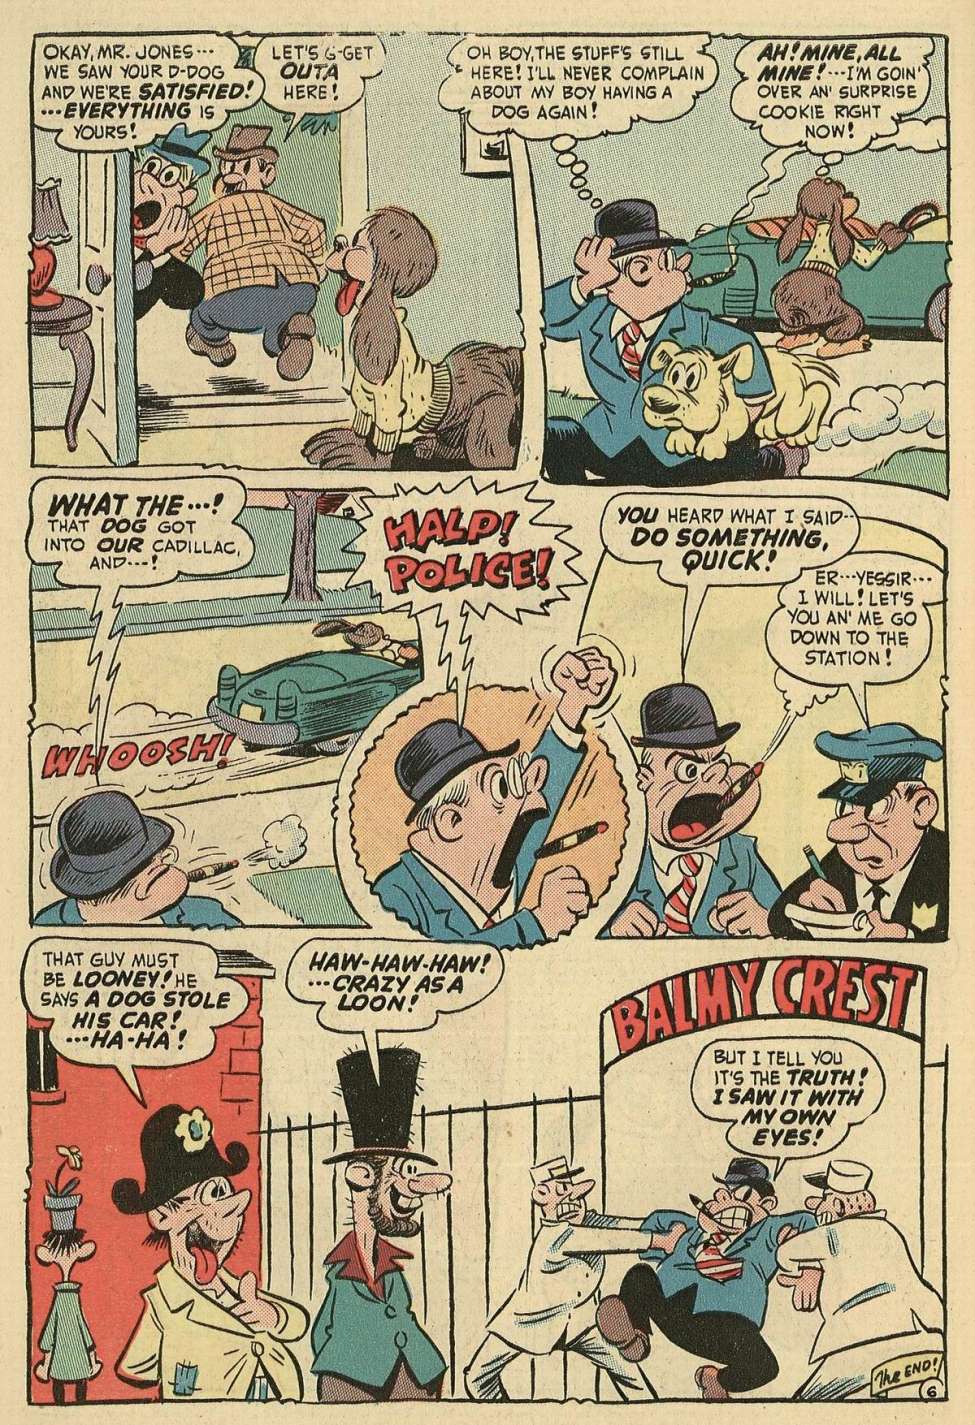 OKAY, MR. JONES...
WE SAW YOUR D-DOG
AND WE'RE SATISFIED!
...EVERYTHING IS
YOURS!
LET'S G-GET
OUTA
HERE!
OH BOY, THE STUFF'S STILL
HERE! I'LL NEVER COMPLAIN
ABOUT MY BOY HAVING A
DOG AGAIN!
AH! MINE, ALL
MINE!...I'M GOIN'
OVER AN' SURPRISE
COOKIE RIGHT
NOW!
WHAT THE...!
THAT DOG GOT
INTO OUR CADILLAC,
AND---!
WHOOSH!
HALP!
POLICE!
YOU HEARD WHAT I SAID--
DO SOMETHING,
QUICK!
ER---YESSIR---
I WILL! LET'S
YOU AN' ME GO
DOWN TO THE
STATION!
THAT GUY MUST
BE LOONEY! HE
SAYS A DOG STOLE
HIS CAR!
...HA-HA!
HAW-HAW-HAW!
...CRAZY AS A
LOON!
BALMY CREST
BUT I TELL YOU
IT'S THE TRUTH!
I SAW IT WITH
MY OWN
EYES!
The END!
6